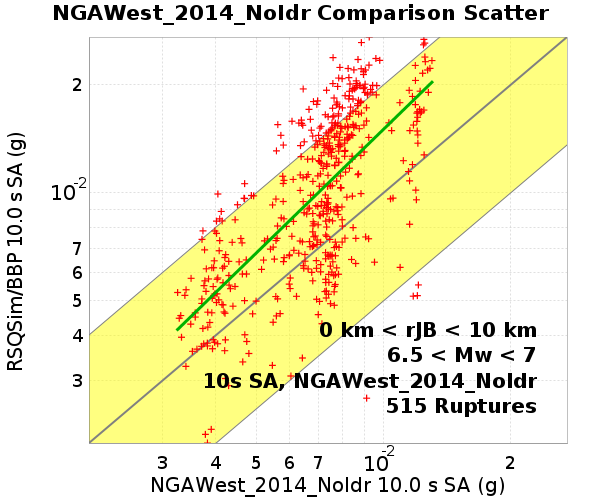 NGAWest_2014_NoIdr Comparison Scatter
RSQSim/BBP 10.0 s SA (g)
2
10-2
7
6
5
4
3
0 km < rJB < 10 km
6.5 < Mw < 7
10s SA, NGAWest_2014_NoIdr
515 Ruptures
3 4 5 6 7 10-2 2
NGAWest_2014_NoIdr 10.0 s SA (g)